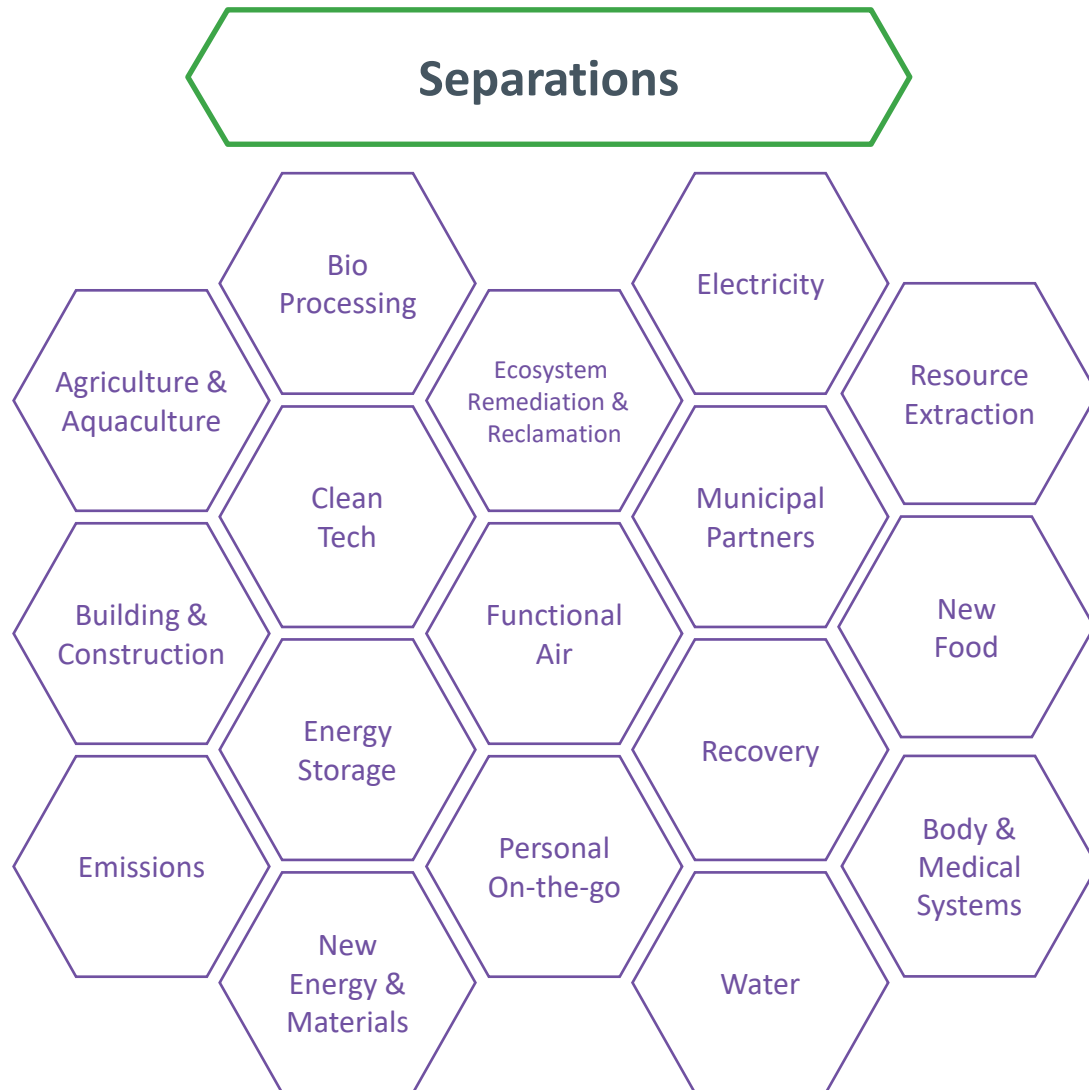 Separations
Bio
Processing
Electricity
Agriculture &
Aquaculture
Ecosystem
Remediation &
Reclamation
Resource
Extraction
Clean
Tech
Municipal
Partners
Building &
Construction
Functional
Air
New
Food
Energy
Storage
Recovery
Emissions
Personal
On-the-go
Body &
Medical
Systems
New
Energy &
Materials
Water